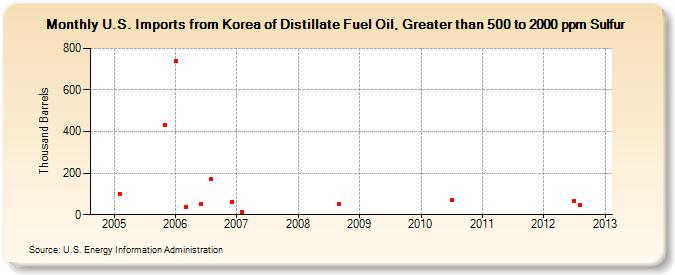 Monthly U.S. Imports from Korea of Distillate Fuel Oil, Greater than 500 to 2000 ppm Sulfur
Thousand Barrels
800
600
400
200
0
2005 2006 2007 2008 2009 2010 2011 2012 2013
Source: U.S. Energy Information Administration